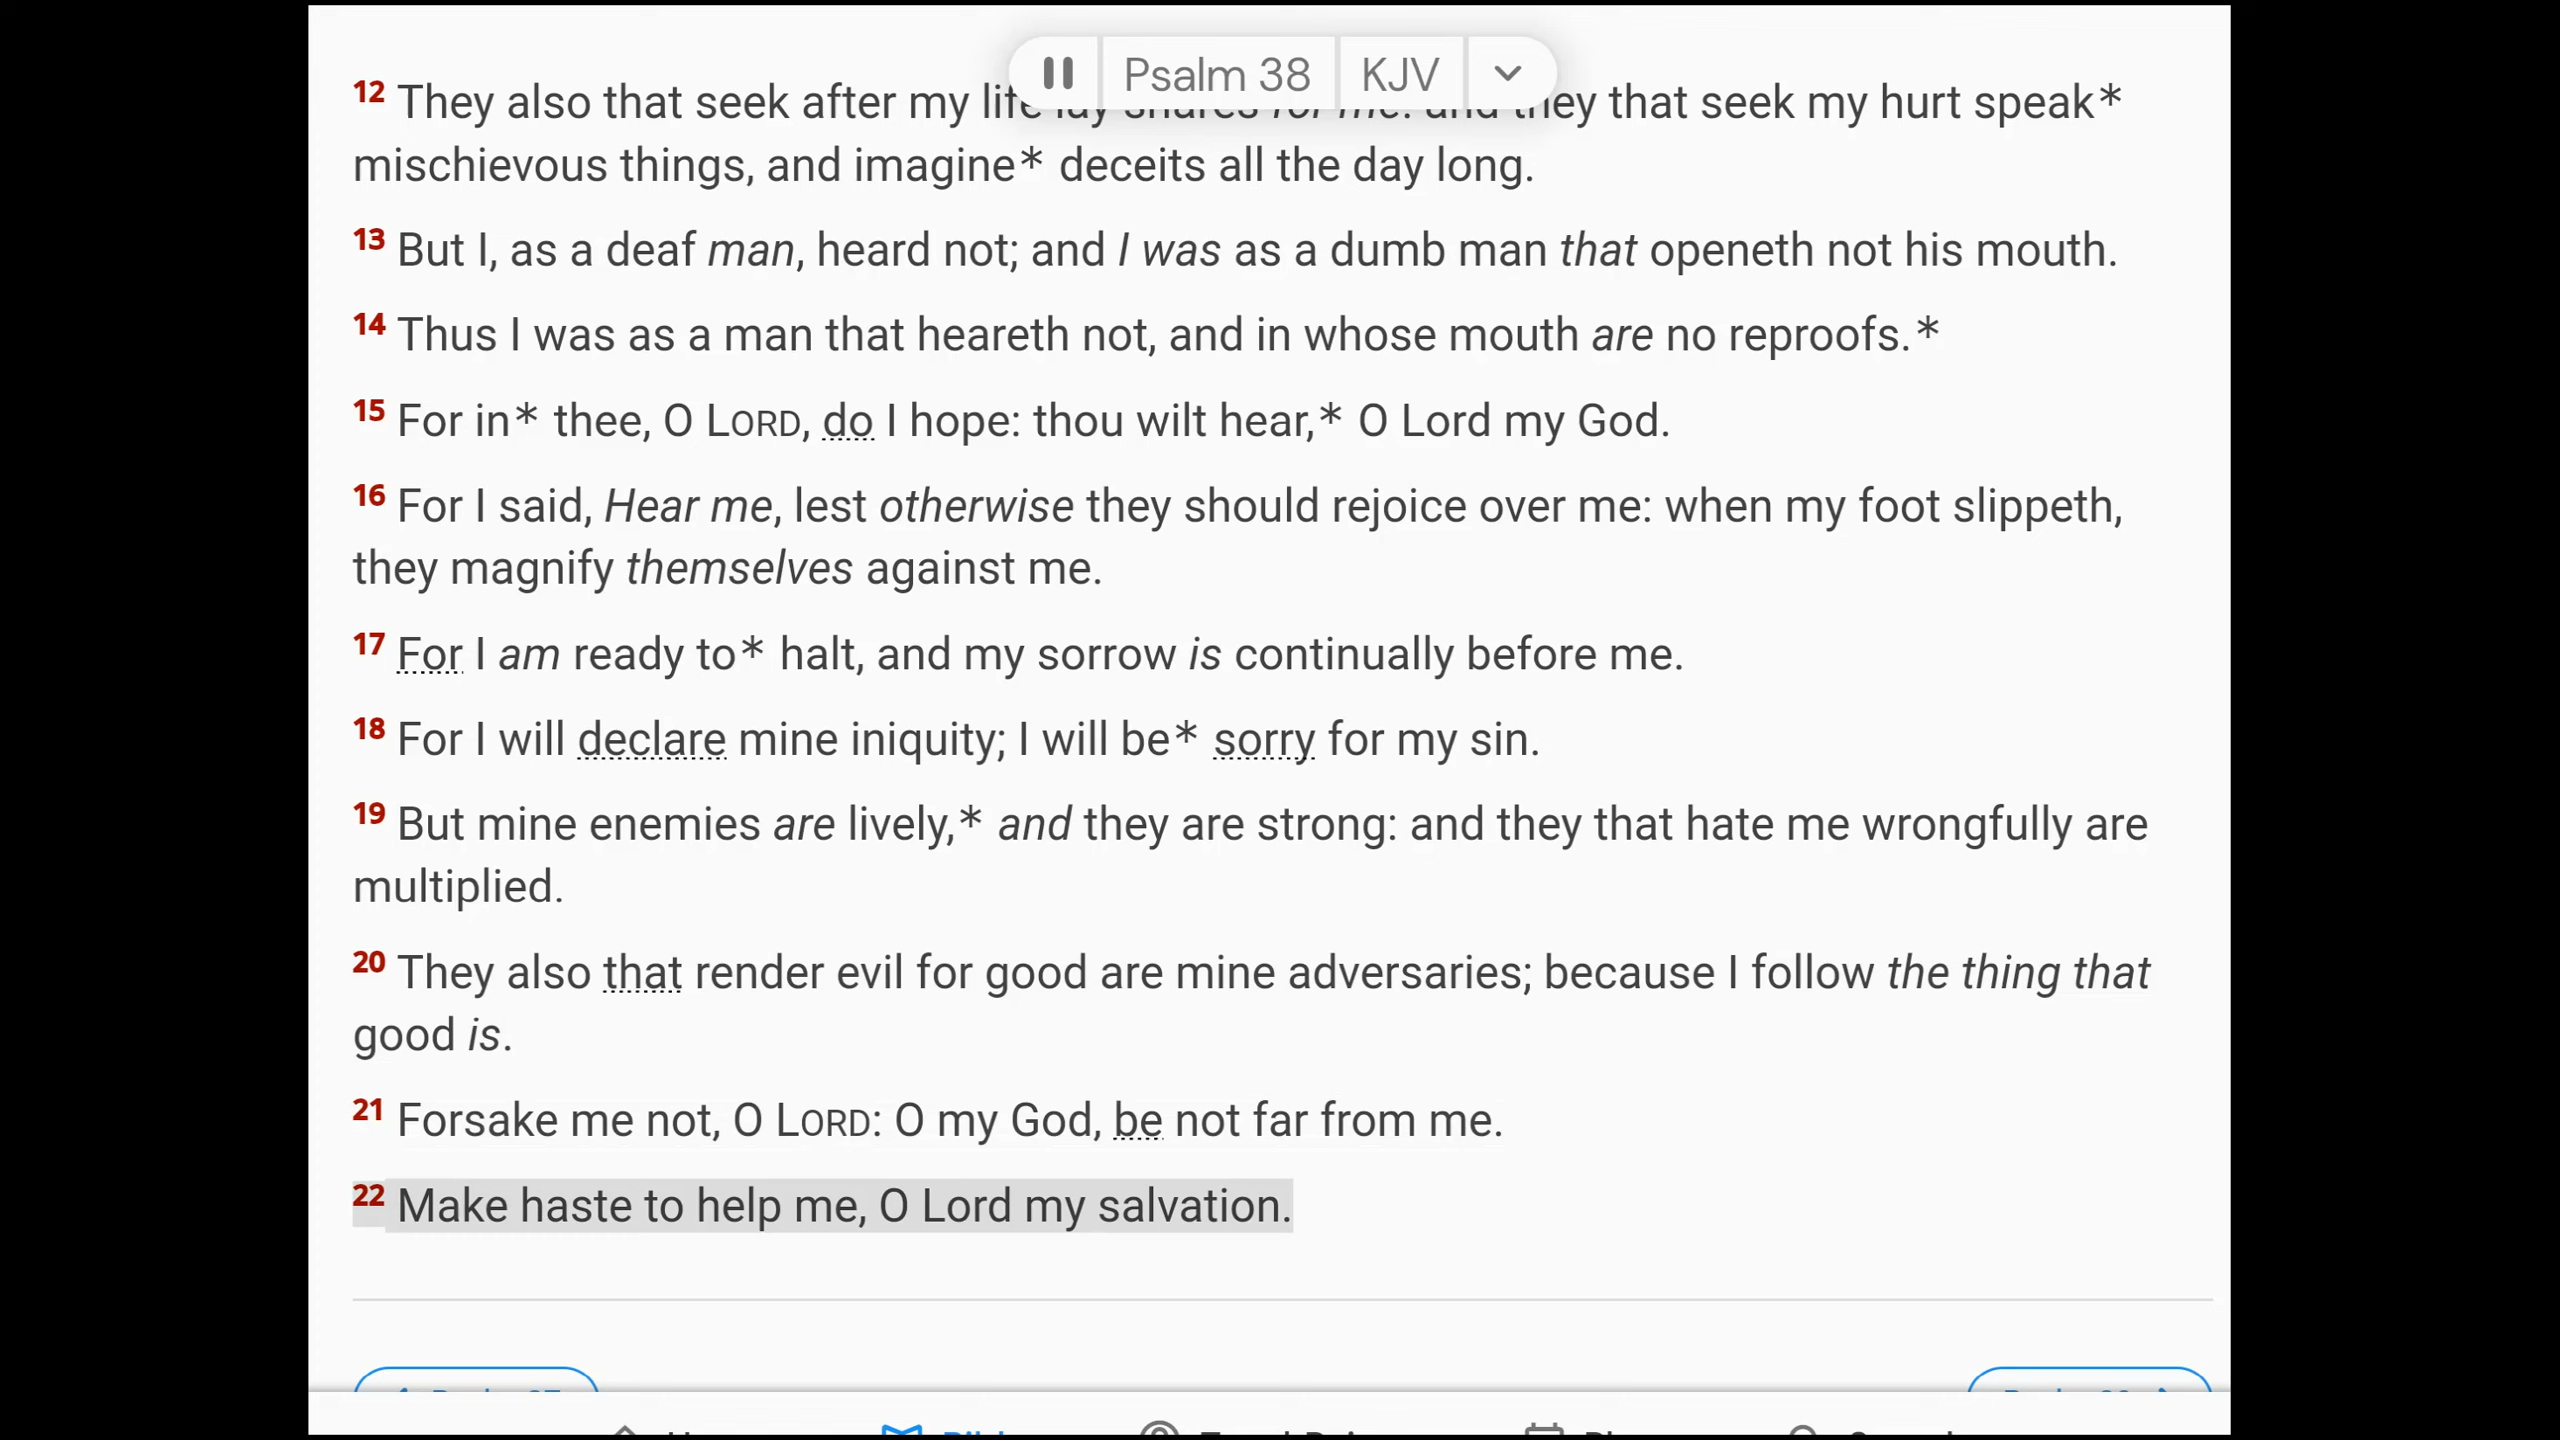 Psalm 38 KJV
12 They also that seek after my life lay snares for me: and they that seek my hurt speak*
mischievous things, and imagine* deceits all the day long.
13 But I, as a deaf man, heard not; and I was as a dumb man that openeth not his mouth.
14 Thus I was as a man that heareth not, and in whose mouth are no reproofs.*
15 For in* thee, O LORD, do I hope: thou wilt hear,* O Lord my God.
16 For I said, Hear me, lest otherwise they should rejoice over me: when my foot slippeth,
they magnify themselves against me.
17 For I am ready to* halt, and my sorrow is continually before me.
18 For I will declare mine iniquity; I will be* sorry for my sin.
19 But mine enemies are lively,* and they are strong: and they that hate me wrongfully are
multiplied.
20 They also that render evil for good are mine adversaries; because I follow the thing that
good is.
21 Forsake me not, O LORD: O my God, be not far from me.
22 Make haste to help me, O Lord my salvation.